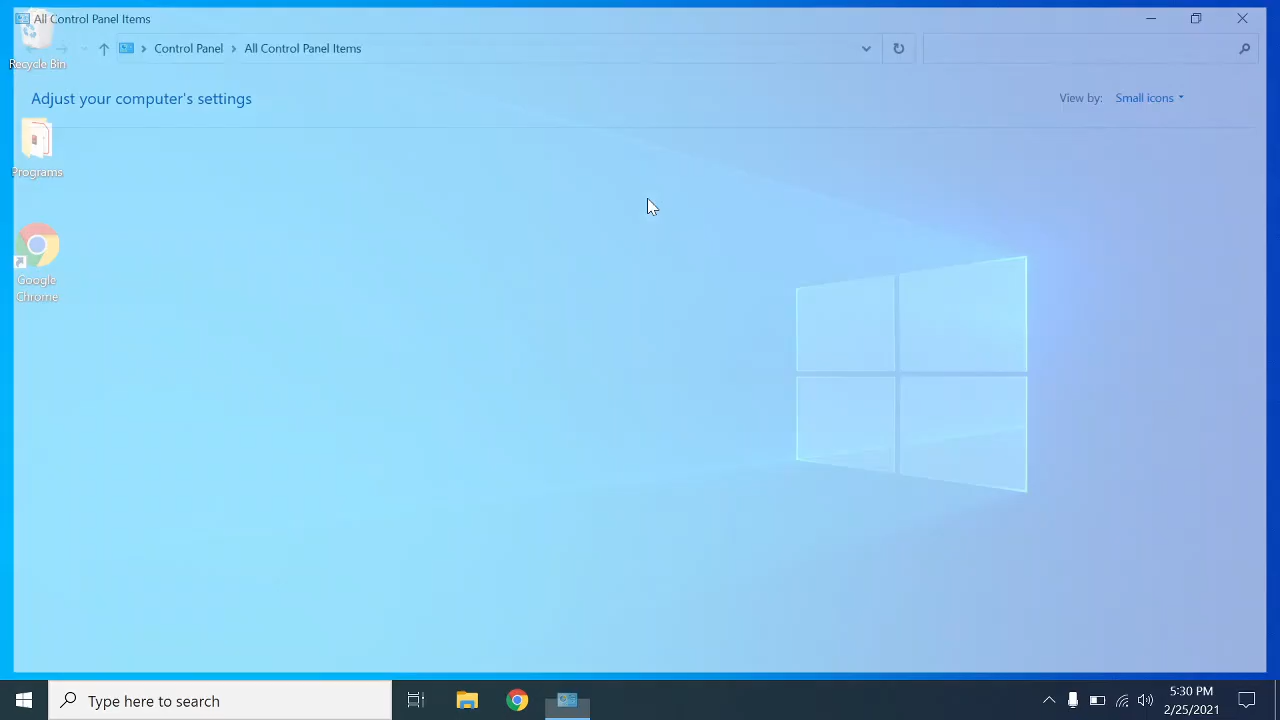 All Control Panel Items
Recycle Bin
Control Panel
All Control Panel Items
Adjust your computer's settings
View by:
Small icons
Programs
Google
Chrome
Type here to search
5:30 PM
2/25/2021